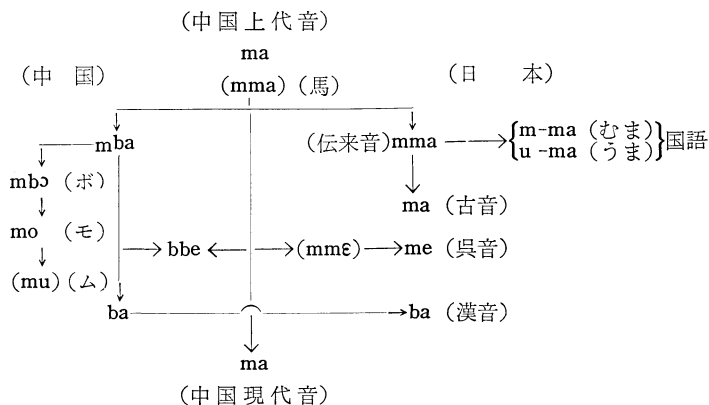 (中国上代音)
ma
(中 国) (mma) (馬) (日 本)
mba (伝来音) mma {m-ma (むま) u-ma (うま)}国語
mbɔ (ボ)
ma (古音)
mo (モ) bbe (mmɛ) me (呉音)
(mu) (ム)
ba ba (漢音)
ma
(中国現代音)